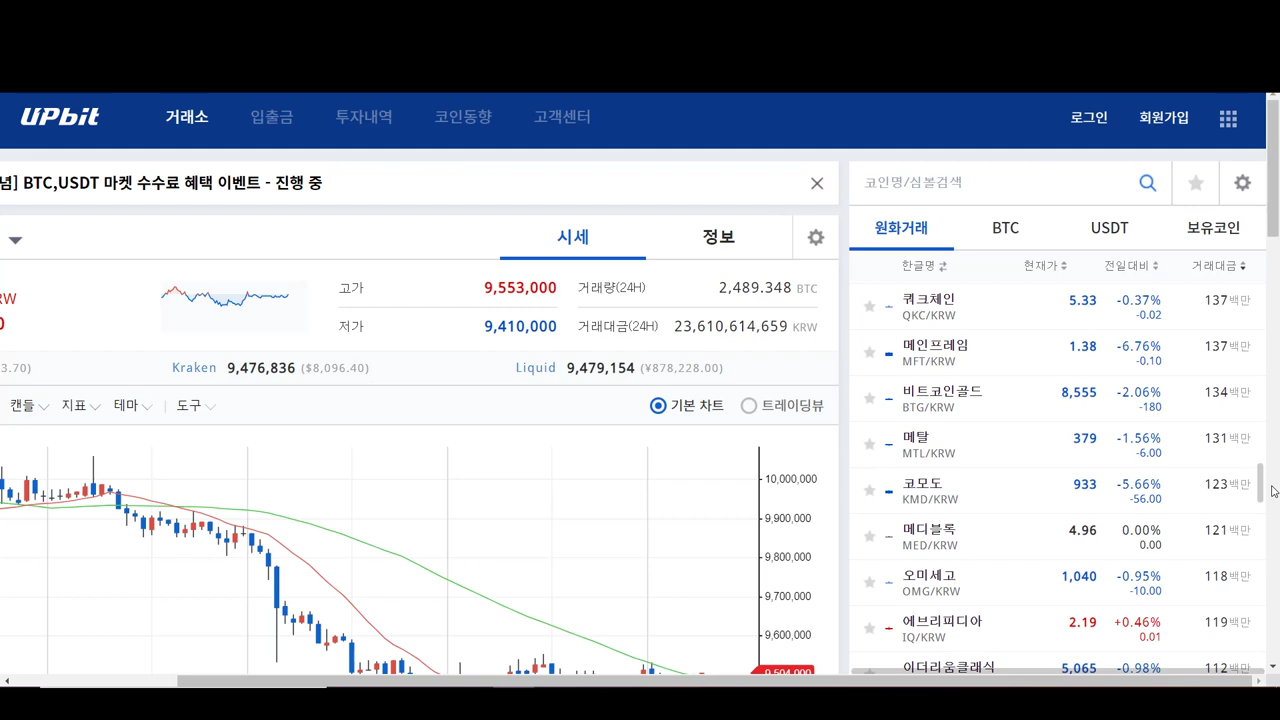 UPbit 거래소 입출금 투자내역 코인동향 고객센터 로그인 회원가입
념] BTC,USDT 마켓 수수료 혜택 이벤트 - 진행 중
시세 정보
RW
0
고가 9,553,000 거래량(24H) 2,489.348 BTC
저가 9,410,000 거래대금(24H) 23,610,614,659 KRW
3.70) Kraken 9,476,836 ($8,096.40) Liquid 9,479,154 (¥878,228.00)
캔들 지표 테마 도구 기본 차트 트레이딩뷰
10,000,000
9,900,000
9,800,000
9,700,000
9,600,000
9,504,000
코인명/심볼검색
원화거래 BTC USDT 보유코인
한글명 현재가 전일대비 거래대금
쿼크체인 5.33 -0.37% 137백만
QKC/KRW -0.02
메인프레임 1.38 -6.76% 137백만
MFT/KRW -0.10
비트코인골드 8,555 -2.06% 134백만
BTG/KRW -180
메탈 379 -1.56% 131백만
MTL/KRW -6.00
코모도 933 -5.66% 123백만
KMD/KRW -56.00
메디블록 4.96 0.00% 121백만
MED/KRW 0.00
오미세고 1,040 -0.95% 118백만
OMG/KRW -10.00
에브리피디아 2.19 +0.46% 119백만
IQ/KRW 0.01
이더리움클래식 5,065 -0.98% 112백만